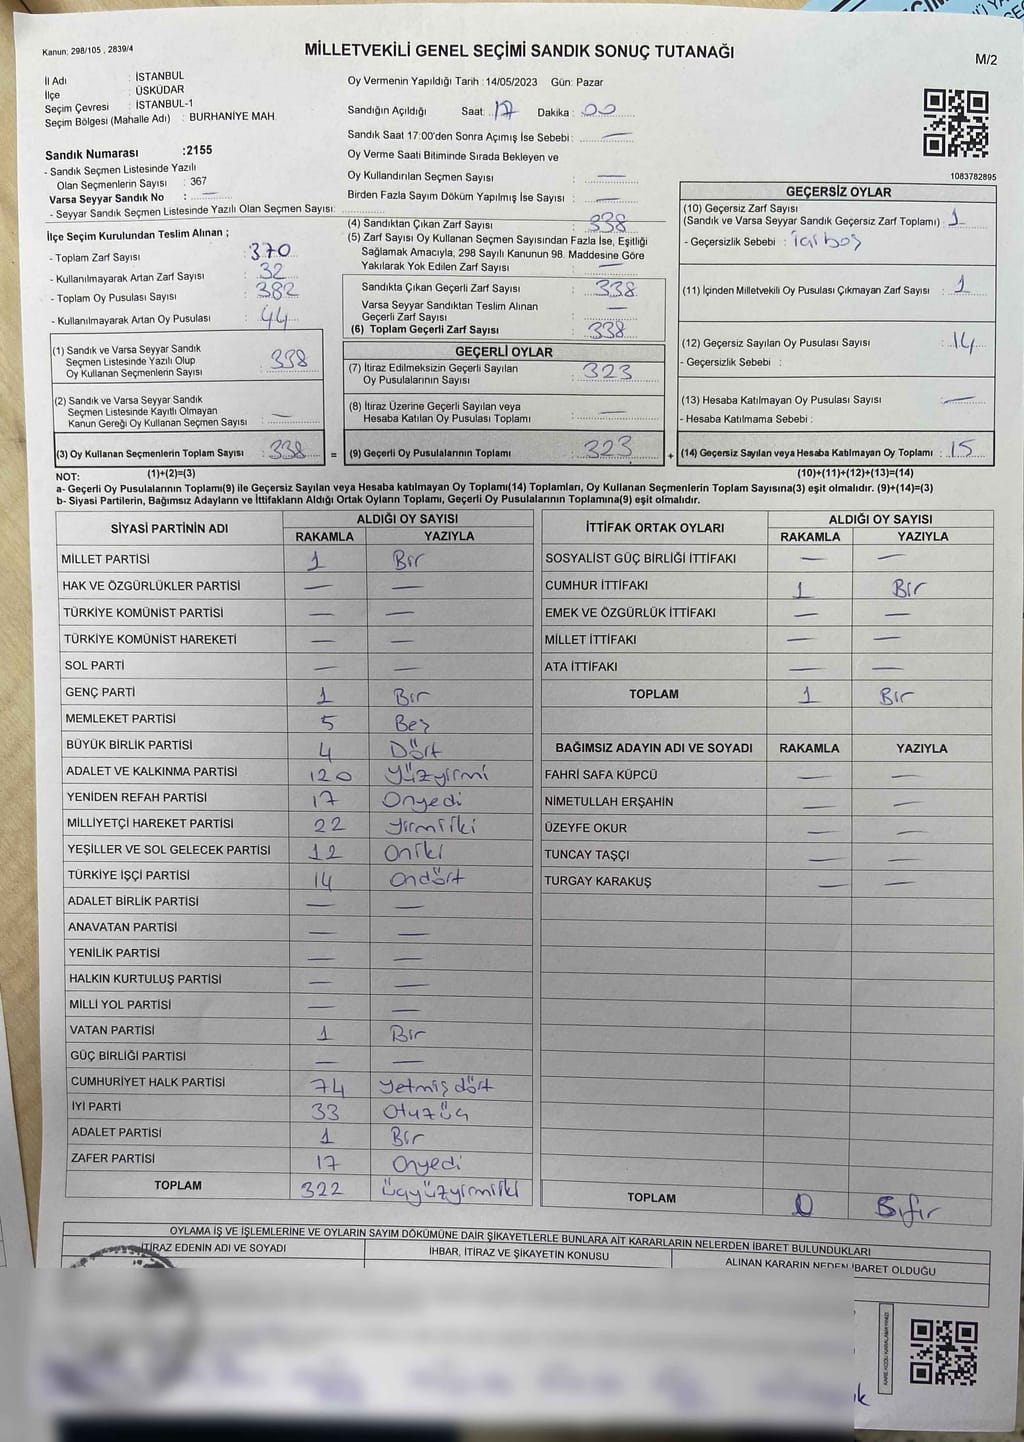 Kanun; 298/105 , 2839/4
MİLLETVEKİLİ GENEL SEÇİMİ SANDIK SONUÇ TUTANAĞI
M/2
İl Adı : İSTANBUL
İlçe : ÜSKÜDAR
Seçim Çevresi : İSTANBUL-1
Seçim Bölgesi (Mahalle Adı) : BURHANİYE MAH.
Oy Vermenin Yapıldığı Tarih : 14/05/2023 Gün: Pazar
Sandığın Açıldığı Saat : 17 Dakika : 00
Sandık Saat 17:00'den Sonra Açımış İse Sebebi : —
Oy Verme Saati Bitiminde Sırada Bekleyen ve
Oy Kullandırılan Seçmen Sayısı : —
Birden Fazla Sayım Döküm Yapılmış İse Sayısı : —
1083782895
Sandık Numarası :2155
- Sandık Seçmen Listesinde Yazılı
Olan Seçmenlerin Sayısı : 367
Varsa Seyyar Sandık No : —
- Seyyar Sandık Seçmen Listesinde Yazılı Olan Seçmen Sayısı:
İlçe Seçim Kurulundan Teslim Alınan ;
- Toplam Zarf Sayısı : 370
- Kullanılmayarak Artan Zarf Sayısı : 32
- Toplam Oy Pusulası Sayısı : 382
- Kullanılmayarak Artan Oy Pusulası : 44
(1) Sandık ve Varsa Seyyar Sandık
Seçmen Listesinde Yazılı Olup
Oy Kullanan Seçmenlerin Sayısı : 338
(2) Sandık ve Varsa Seyyar Sandık
Seçmen Listesinde Kayıtlı Olmayan
Kanun Gereği Oy Kullanan Seçmen Sayısı : —
(3) Oy Kullanan Seçmenlerin Toplam Sayısı : 338
(1)+(2)=(3)
(4) Sandıktan Çıkan Zarf Sayısı : 338
(5) Zarf Sayısı Oy Kullanan Seçmen Sayısından Fazla İse, Eşitliği
Sağlamak Amacıyla, 298 Sayılı Kanunun 98. Maddesine Göre
Yakılarak Yok Edilen Zarf Sayısı : —
Sandıkta Çıkan Geçerli Zarf Sayısı : 338
Varsa Seyyar Sandıktan Teslim Alınan
Geçerli Zarf Sayısı : —
(6) Toplam Geçerli Zarf Sayısı : 338
GEÇERLİ OYLAR
(7) İtiraz Edilmeksizin Geçerli Sayılan
Oy Pusulalarının Sayısı : 323
(8) İtiraz Üzerine Geçerli Sayılan veya
Hesaba Katılan Oy Pusulası Toplamı : —
= (9) Geçerli Oy Pusulalarının Toplamı : 323
GEÇERSİZ OYLAR
(10) Geçersiz Zarf Sayısı
(Sandık ve Varsa Seyyar Sandık Geçersiz Zarf Toplamı) : 1
- Geçersizlik Sebebi : içi boş
(11) İçinden Milletvekili Oy Pusulası Çıkmayan Zarf Sayısı : 1
(12) Geçersiz Sayılan Oy Pusulası Sayısı : 14
- Geçersizlik Sebebi :
(13) Hesaba Katılmayan Oy Pusulası Sayısı : —
- Hesaba Katılmama Sebebi :
+ (14) Geçersiz Sayılan veya Hesaba Katılmayan Oy Toplamı : 15
(10)+(11)+(12)+(13)=(14)
NOT:
a- Geçerli Oy Pusulalarının Toplamı(9) ile Geçersiz Sayılan veya Hesaba katılmayan Oy Toplamı(14) Toplamları, Oy Kullanan Seçmenlerin Toplam Sayısına(3) eşit olmalıdır. (9)+(14)=(3)
b- Siyasi Partilerin, Bağımsız Adayların ve İttifakların Aldığı Ortak Oyların Toplamı, Geçerli Oy Pusulalarının Toplamına(9) eşit olmalıdır.
SİYASİ PARTİNİN ADI ALDIĞI OY SAYISI
RAKAMLA YAZIYLA
MİLLET PARTİSİ 1 Bir
HAK VE ÖZGÜRLÜKLER PARTİSİ — —
TÜRKİYE KOMÜNİST PARTİSİ — —
TÜRKİYE KOMÜNİST HAREKETİ — —
SOL PARTİ — —
GENÇ PARTİ 1 Bir
MEMLEKET PARTİSİ 5 Beş
BÜYÜK BİRLİK PARTİSİ 4 Dört
ADALET VE KALKINMA PARTİSİ 120 Yüzyirmi
YENİDEN REFAH PARTİSİ 17 Onyedi
MİLLİYETÇİ HAREKET PARTİSİ 22 Yirmiiki
YEŞİLLER VE SOL GELECEK PARTİSİ 12 Oniki
TÜRKİYE İŞÇİ PARTİSİ 14 Ondört
ADALET BİRLİK PARTİSİ — —
ANAVATAN PARTİSİ — —
YENİLİK PARTİSİ — —
HALKIN KURTULUŞ PARTİSİ — —
MİLLİ YOL PARTİSİ — —
VATAN PARTİSİ 1 Bir
GÜÇ BİRLİĞİ PARTİSİ — —
CUMHURİYET HALK PARTİSİ 74 Yetmişdört
İYİ PARTİ 33 Otuzüç
ADALET PARTİSİ 1 Bir
ZAFER PARTİSİ 17 Onyedi
TOPLAM 322 üçyüzyirmiiki
İTTİFAK ORTAK OYLARI ALDIĞI OY SAYISI
RAKAMLA YAZIYLA
SOSYALİST GÜÇ BİRLİĞİ İTTİFAKI — —
CUMHUR İTTİFAKI 1 Bir
EMEK VE ÖZGÜRLÜK İTTİFAKI — —
MİLLET İTTİFAKI — —
ATA İTTİFAKI — —
TOPLAM 1 Bir
BAĞIMSIZ ADAYIN ADI VE SOYADI RAKAMLA YAZIYLA
FAHRİ SAFA KÜPCÜ — —
NİMETULLAH ERŞAHİN — —
ÜZEYFE OKUR — —
TUNCAY TAŞÇI — —
TURGAY KARAKUŞ — —
TOPLAM 0 Sıfır
OYLAMA İŞ VE İŞLEMLERİNE VE OYLARIN SAYIM DÖKÜMÜNE DAİR ŞİKAYETLERLE BUNLARA AİT KARARLARIN NELERDEN İBARET BULUNDUKLARI
İTİRAZ EDENİN ADI VE SOYADI İHBAR, İTİRAZ VE ŞİKAYETİN KONUSU ALINAN KARARIN NEDEN İBARET OLDUĞU